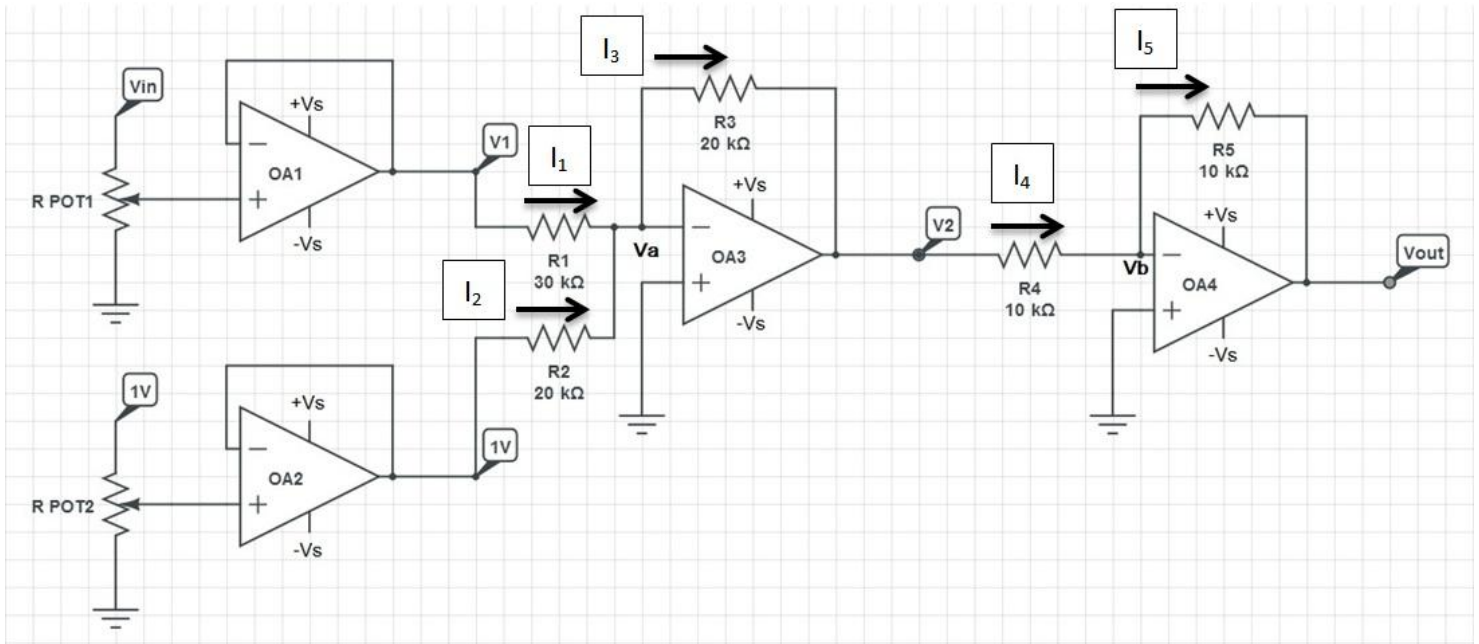 I₃
I₅
Vin
+Vs
OA1
-Vs
R POT1
V1
I₁
R1
30 kΩ
R3
20 kΩ
Va
+Vs
OA3
-Vs
V2
I₄
R4
10 kΩ
R5
10 kΩ
Vb
+Vs
OA4
-Vs
Vout
I₂
R2
20 kΩ
1V
+Vs
OA2
-Vs
R POT2
1V